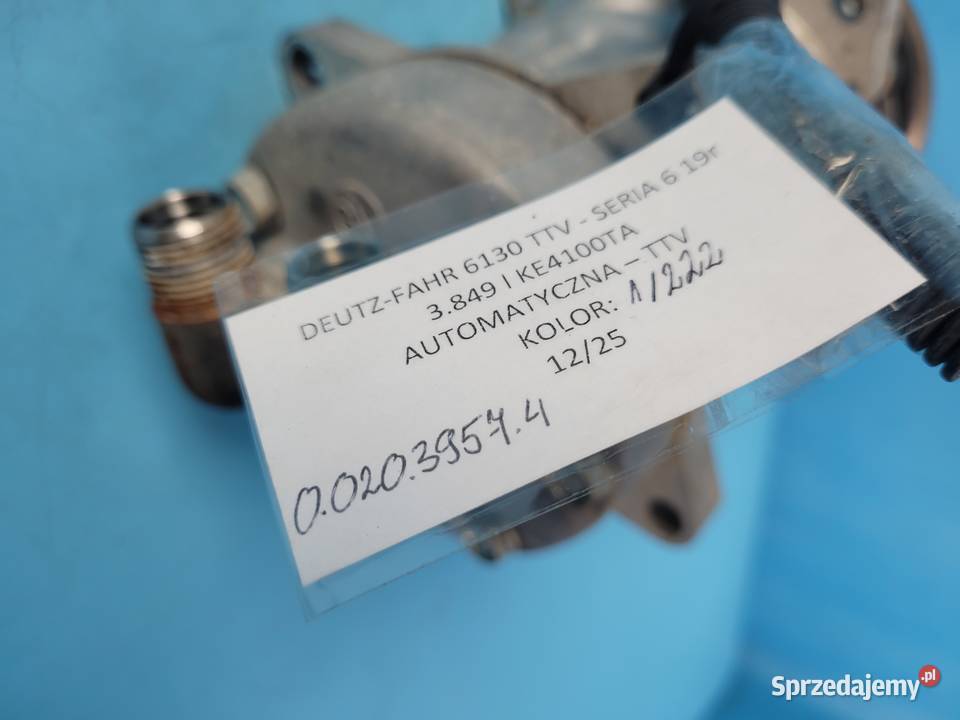 DEUTZ-FAHR 6130 TTV - SERIA 6 19r
3.849 | KE4100TA
AUTOMATYCZNA – TTV
KOLOR: 1/222
12/25
0.020.3957.4
Sprzedajemy.pl